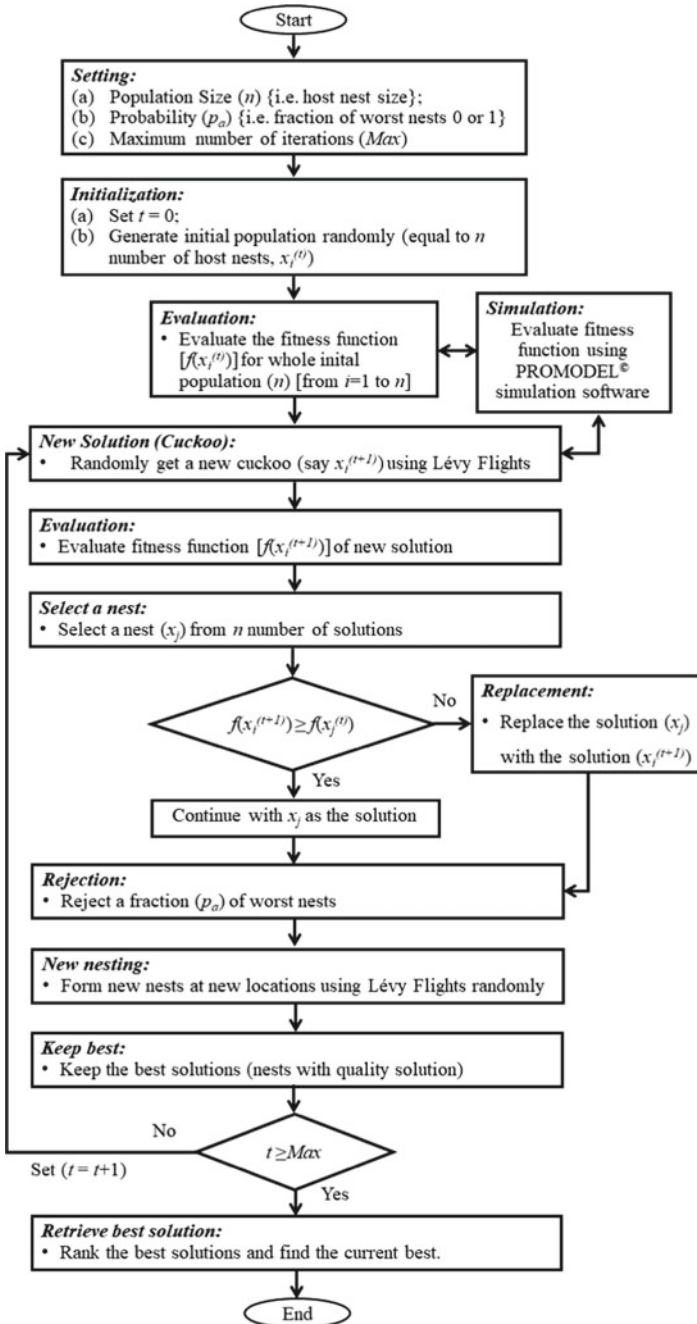 Start
Setting:
(a) Population Size (n) {i.e. host nest size};
(b) Probability (pₐ) {i.e. fraction of worst nests 0 or 1}
(c) Maximum number of iterations (Max)
Initialization:
(a) Set t = 0;
(b) Generate initial population randomly (equal to n
number of host nests, xᵢ⁽ᵗ⁾)
Evaluation:
• Evaluate the fitness function
[f(xᵢ⁽ᵗ⁾)] for whole inital
population (n) [from i=1 to n]
Simulation:
Evaluate fitness
function using
PROMODEL©
simulation software
New Solution (Cuckoo):
• Randomly get a new cuckoo (say xᵢ⁽ᵗ⁺¹⁾) using Lévy Flights
Evaluation:
• Evaluate fitness function [f(xᵢ⁽ᵗ⁺¹⁾)] of new solution
Select a nest:
• Select a nest (xⱼ) from n number of solutions
f(xᵢ⁽ᵗ⁺¹⁾) ≥ f(xⱼ⁽ᵗ⁾)
No
Replacement:
• Replace the solution (xⱼ)
with the solution (xᵢ⁽ᵗ⁺¹⁾)
Yes
Continue with xⱼ as the solution
Rejection:
• Reject a fraction (pₐ) of worst nests
New nesting:
• Form new nests at new locations using Lévy Flights randomly
Keep best:
• Keep the best solutions (nests with quality solution)
No
t ≥ Max
Set (t = t+1)
Yes
Retrieve best solution:
• Rank the best solutions and find the current best.
End